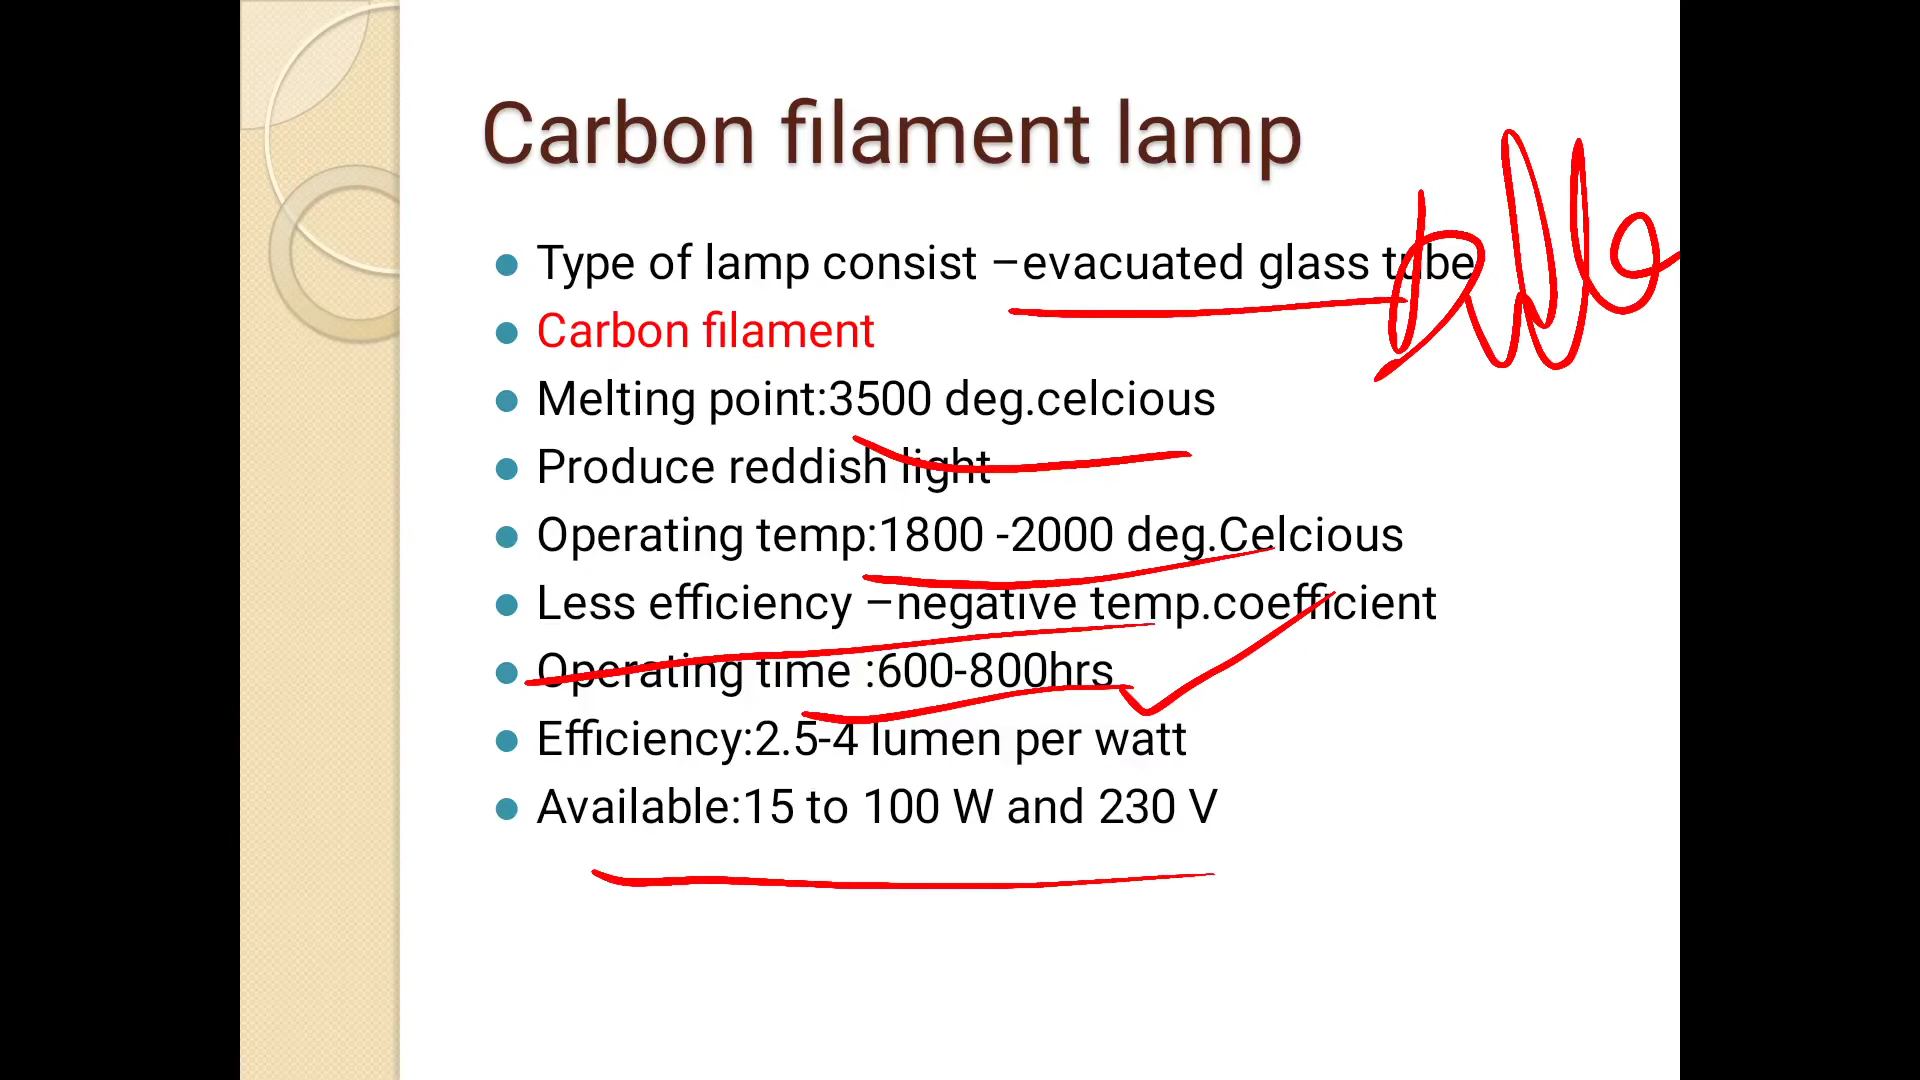 Carbon filament lamp
Type of lamp consist –evacuated glass tube
Carbon filament
Melting point:3500 deg.celcious
Produce reddish light
Operating temp:1800 -2000 deg.Celcious
Less efficiency –negative temp.coefficient
Operating time :600-800hrs
Efficiency:2.5-4 lumen per watt
Available:15 to 100 W and 230 V